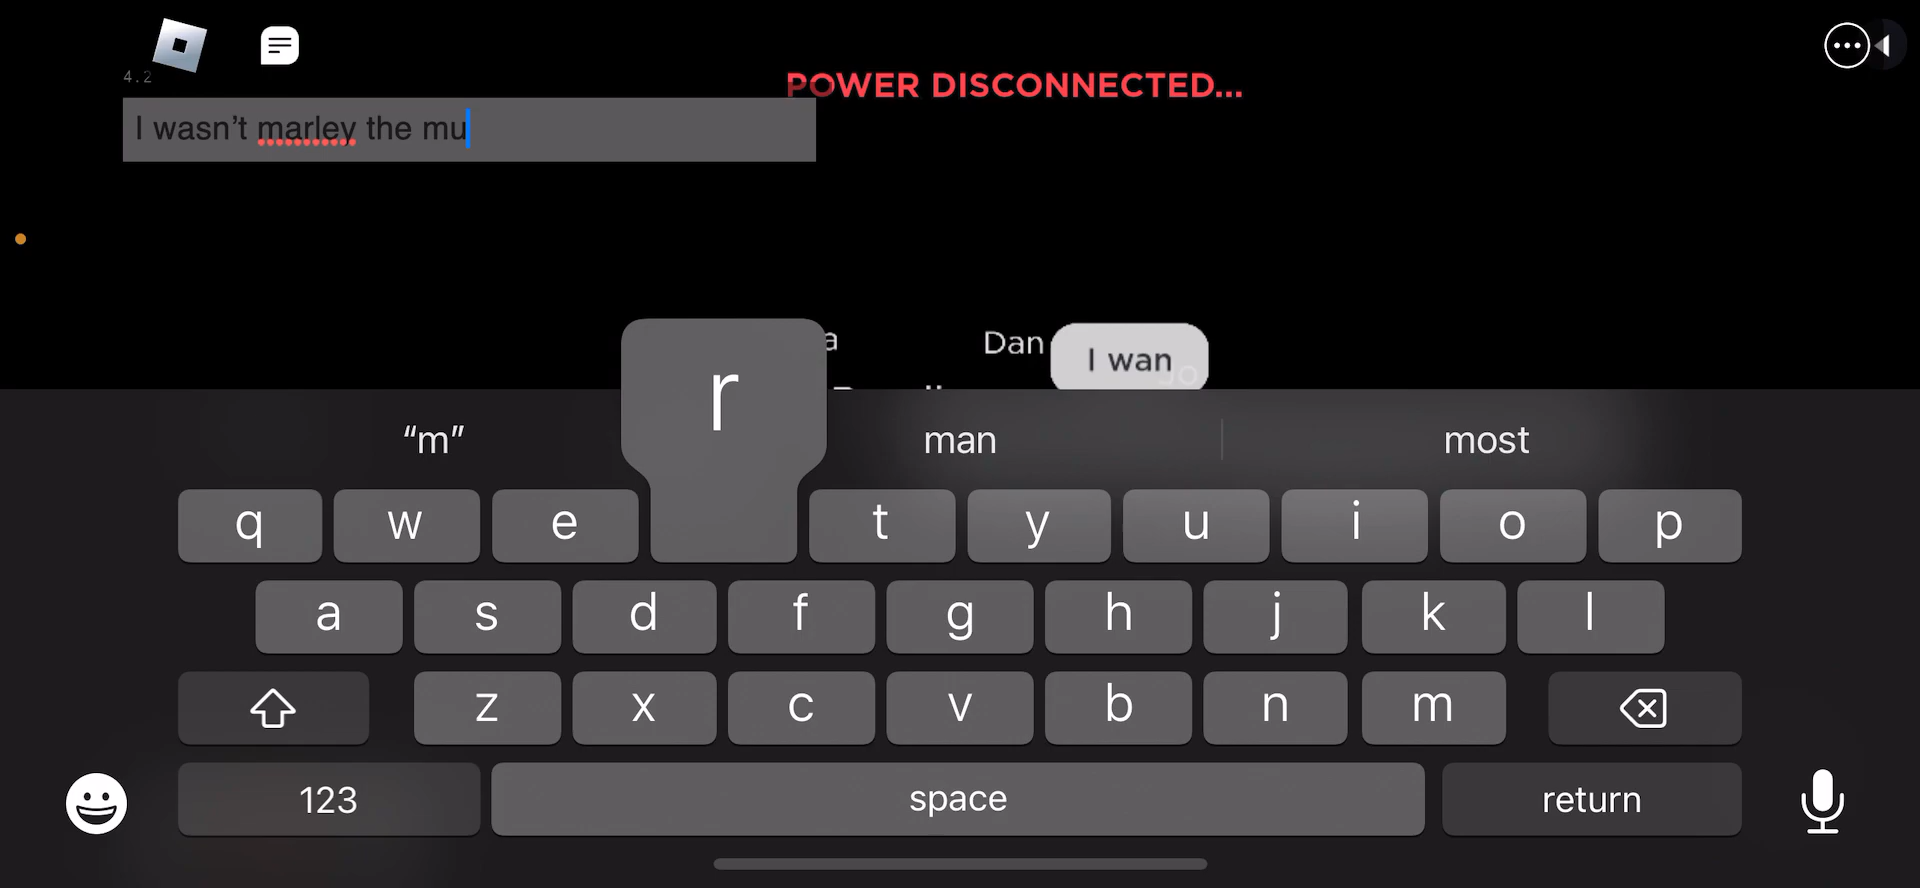 4.2
POWER DISCONNECTED...
I wasn't marley the mu
Dan
I wan
r
"m"
man
most
q w e t y u i o p
a s d f g h j k l
z x c v b n m
123
space
return